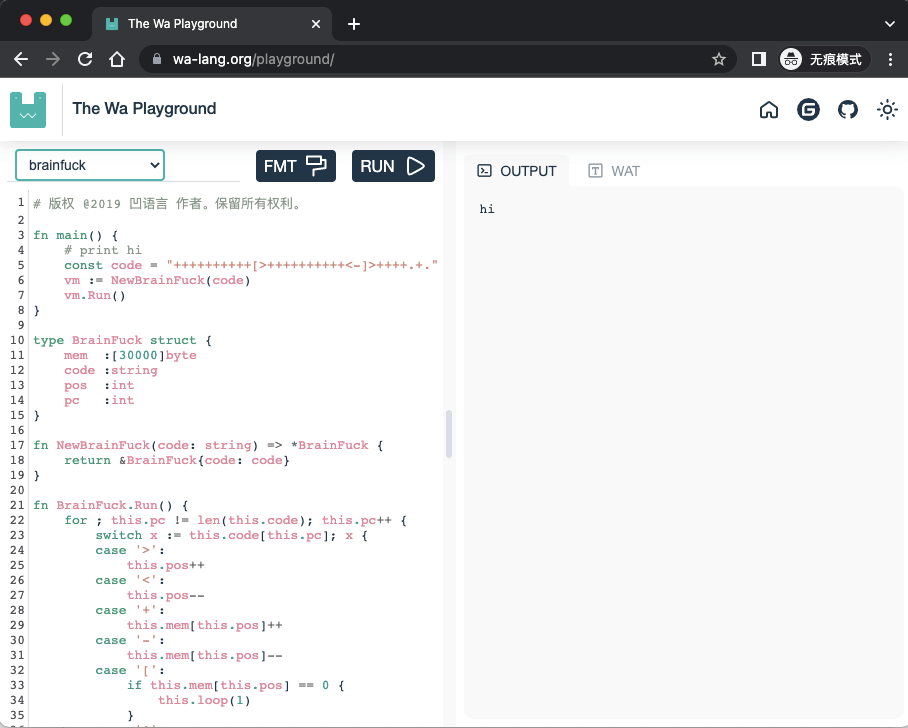 The Wa Playground
wa-lang.org/playground/
无痕模式
The Wa Playground
brainfuck
FMT
RUN
OUTPUT
WAT
1 # 版权 @2019 凹语言 作者。保留所有权利。
2
3 fn main() {
4     # print hi
5     const code = "++++++++++[>++++++++++<-]>++++.+."
6     vm := NewBrainFuck(code)
7     vm.Run()
8 }
9
10 type BrainFuck struct {
11     mem  :[30000]byte
12     code :string
13     pos  :int
14     pc   :int
15 }
16
17 fn NewBrainFuck(code: string) => *BrainFuck {
18     return &BrainFuck{code: code}
19 }
20
21 fn BrainFuck.Run() {
22     for ; this.pc != len(this.code); this.pc++ {
23         switch x := this.code[this.pc]; x {
24         case '>':
25             this.pos++
26         case '<':
27             this.pos--
28         case '+':
29             this.mem[this.pos]++
30         case '-':
31             this.mem[this.pos]--
32         case '[':
33             if this.mem[this.pos] == 0 {
34                 this.loop(1)
35             }
hi